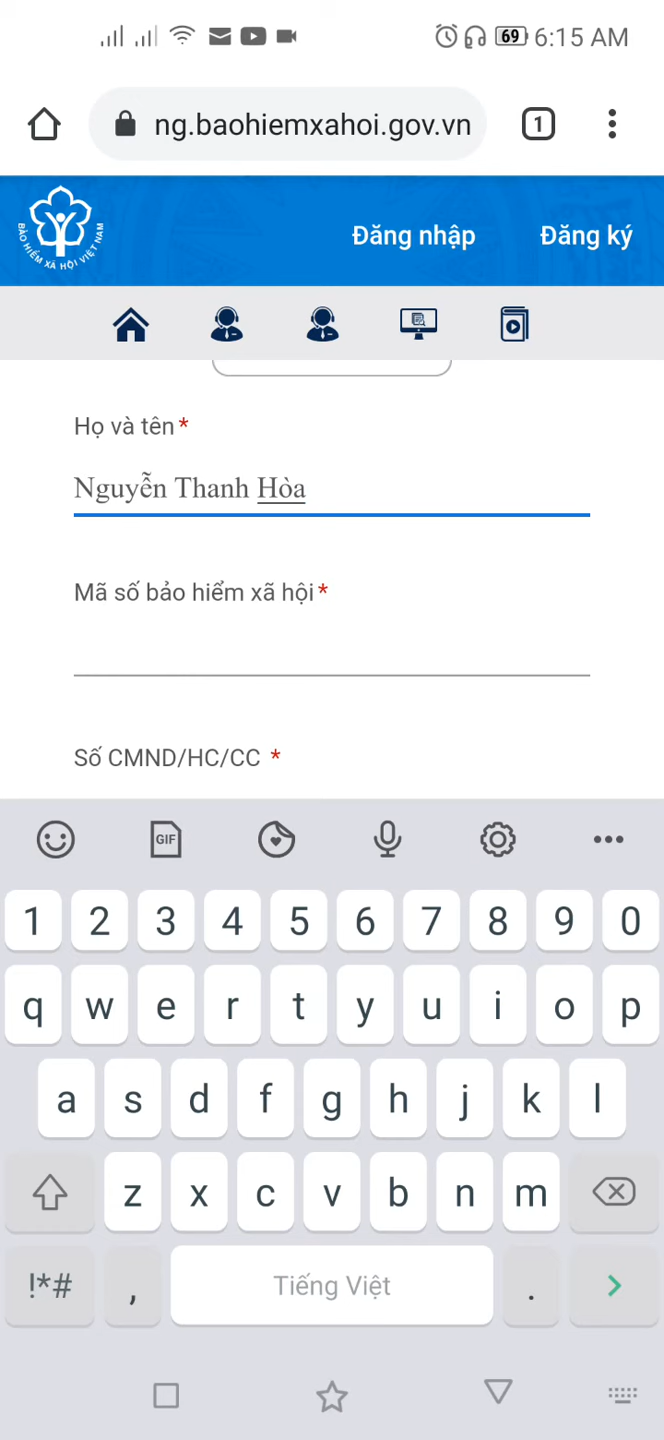 69 6:15 AM
ng.baohiemxahoi.gov.vn 1
BẢO HIỂM XÃ HỘI VIỆT NAM
Đăng nhập Đăng ký
Họ và tên*
Nguyễn Thanh Hòa
Mã số bảo hiểm xã hội*
Số CMND/HC/CC *
GIF
1 2 3 4 5 6 7 8 9 0
q w e r t y u i o p
a s d f g h j k l
z x c v b n m
!*# , Tiếng Việt .